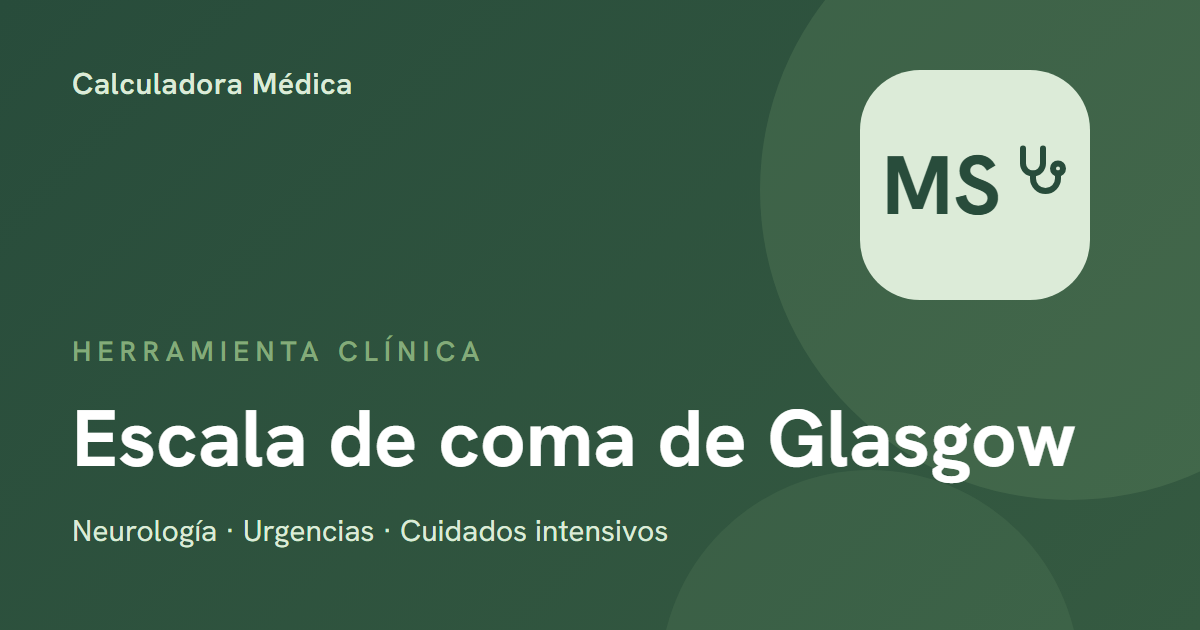 Calculadora Médica
MS
HERRAMIENTA CLÍNICA
Escala de coma de Glasgow
Neurología · Urgencias · Cuidados intensivos